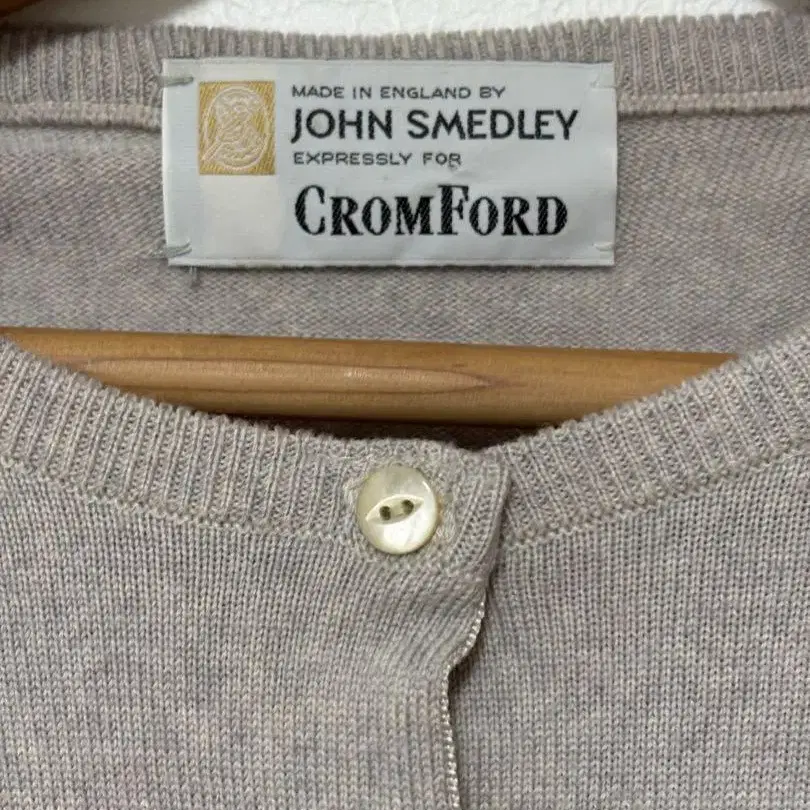 MADE IN ENGLAND BY
JOHN SMEDLEY
EXPRESSLY FOR
CROMFORD